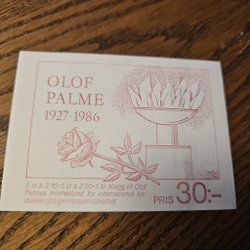 OLOF
PALME
1927-1986
5 st à 2 10-5 st à 2 90-5 kr tillägg till Olof
Palmes minnesfond för internationell för-
ståelse och gemensam säkerhet
PRIS 30:-